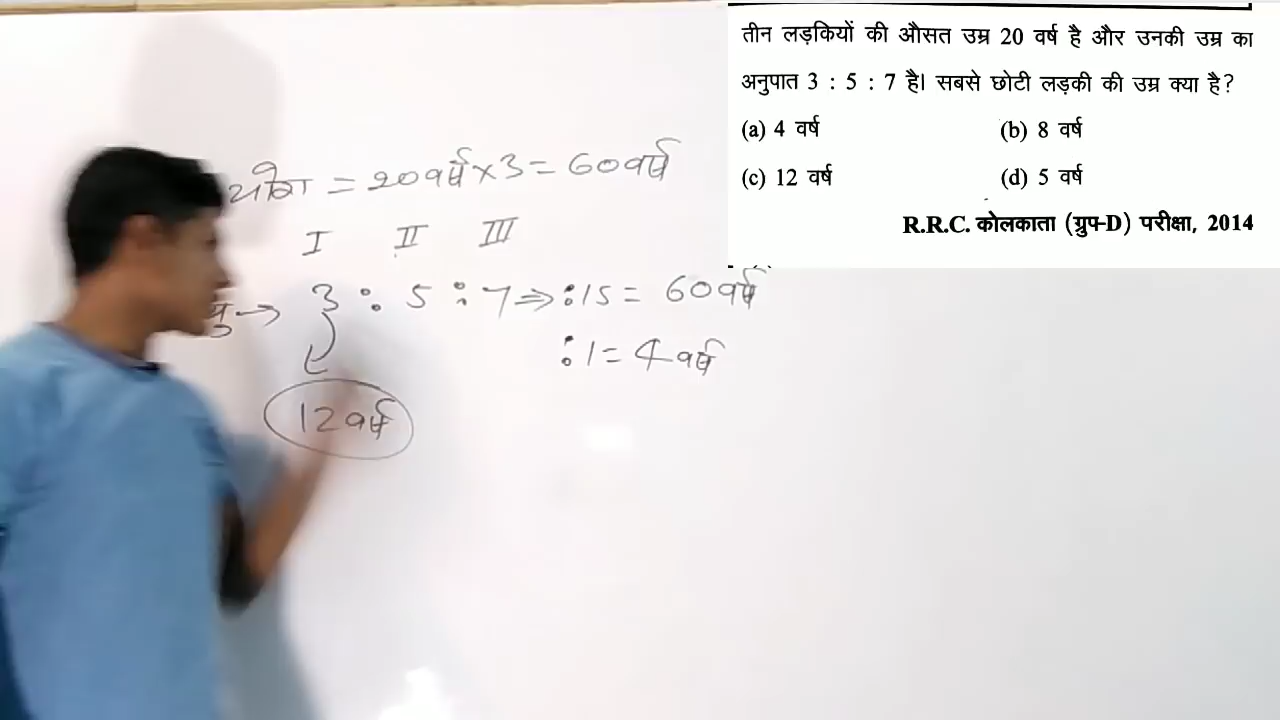 तीन लड़कियों की औसत उम्र 20 वर्ष है और उनकी उम्र का
अनुपात 3 : 5 : 7 है। सबसे छोटी लड़की की उम्र क्या है?
(a) 4 वर्ष (b) 8 वर्ष
(c) 12 वर्ष (d) 5 वर्ष
R.R.C. कोलकाता (ग्रुप-D) परीक्षा, 2014
योग = 20वर्ष×3= 60वर्ष
I II III
→ 3 : 5 : 7 ⇒ :15 = 60वर्ष
:1= 4वर्ष
12वर्ष